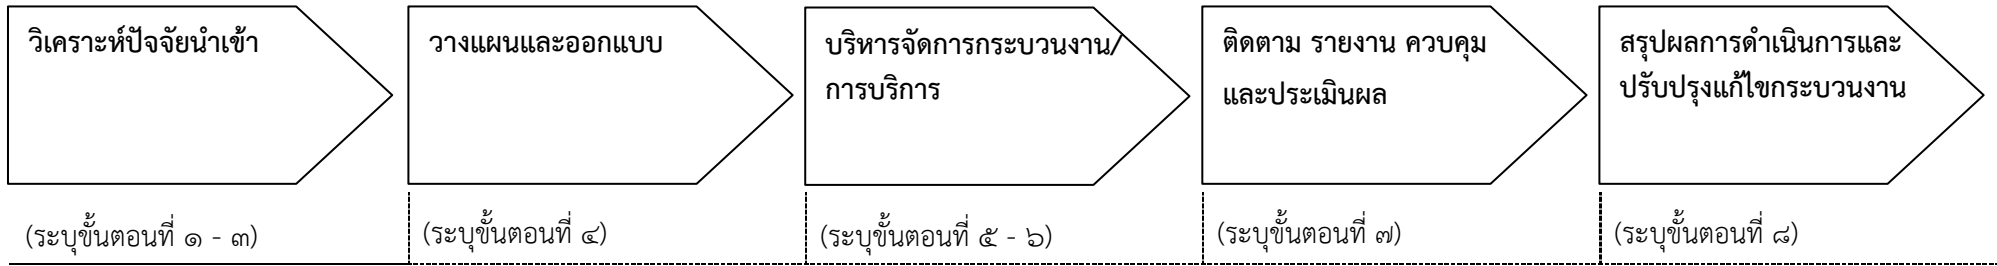 วิเคราะห์ปัจจัยนำเข้า
วางแผนและออกแบบ
บริหารจัดการกระบวนงาน/
การบริการ
ติดตาม รายงาน ควบคุม
และประเมินผล
สรุปผลการดำเนินการและ
ปรับปรุงแก้ไขกระบวนงาน
(ระบุขั้นตอนที่ ๑ - ๓)
(ระบุขั้นตอนที่ ๔)
(ระบุขั้นตอนที่ ๕ - ๖)
(ระบุขั้นตอนที่ ๗)
(ระบุขั้นตอนที่ ๘)